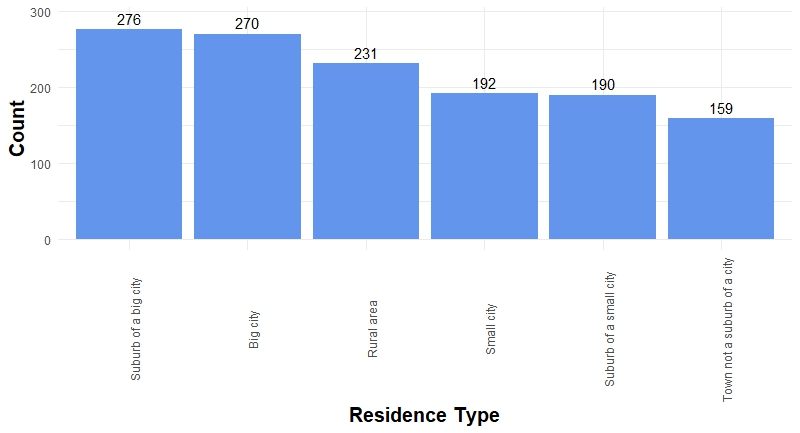 300
200
100
0
Count
276
270
231
192
190
159
Suburb of a big city
Big city
Rural area
Small city
Suburb of a small city
Town not a suburb of a city
Residence Type